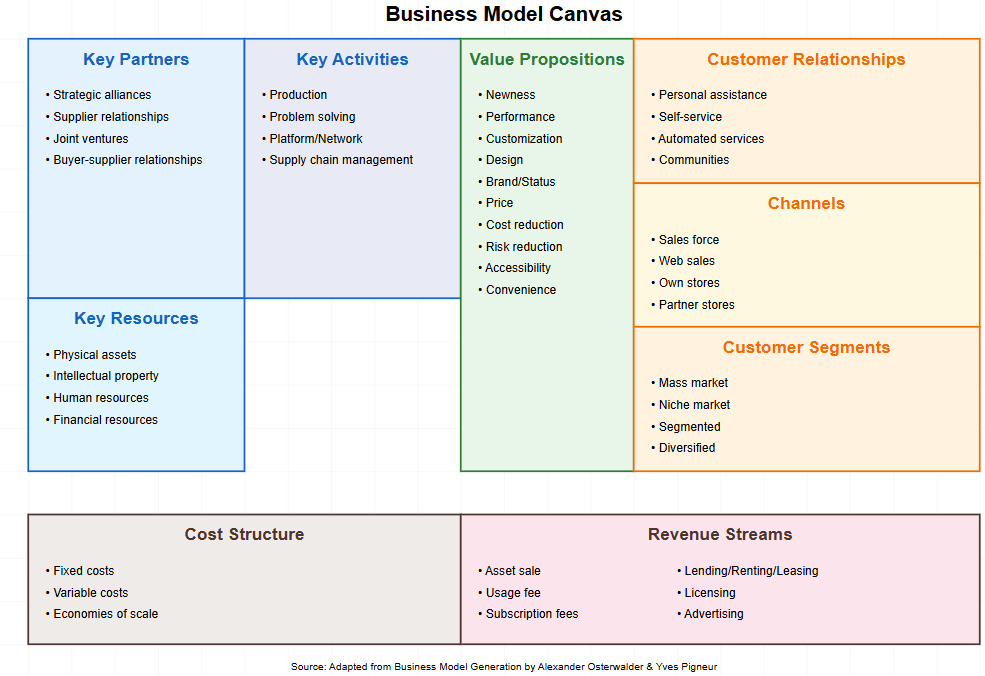 Business Model Canvas
Key Partners
• Strategic alliances
• Supplier relationships
• Joint ventures
• Buyer-supplier relationships
Key Activities
• Production
• Problem solving
• Platform/Network
• Supply chain management
Key Resources
• Physical assets
• Intellectual property
• Human resources
• Financial resources
Value Propositions
• Newness
• Performance
• Customization
• Design
• Brand/Status
• Price
• Cost reduction
• Risk reduction
• Accessibility
• Convenience
Customer Relationships
• Personal assistance
• Self-service
• Automated services
• Communities
Channels
• Sales force
• Web sales
• Own stores
• Partner stores
Customer Segments
• Mass market
• Niche market
• Segmented
• Diversified
Cost Structure
• Fixed costs
• Variable costs
• Economies of scale
Revenue Streams
• Asset sale
• Usage fee
• Subscription fees
• Lending/Renting/Leasing
• Licensing
• Advertising
Source: Adapted from Business Model Generation by Alexander Osterwalder & Yves Pigneur